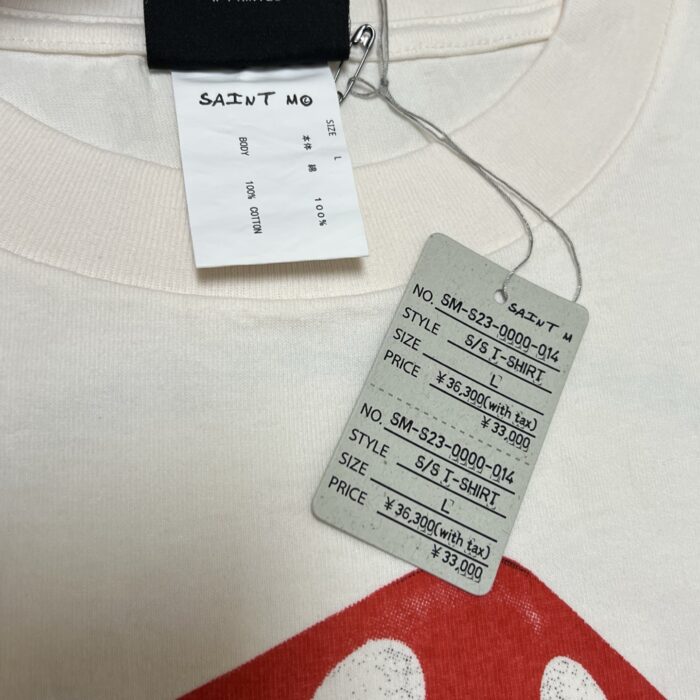 SAINT M
SIZE L
本体 綿 100%
BODY 100% COTTON
SAINT M
NO. SM-S23-0000-014
STYLE S/S T-SHIRT
SIZE L
PRICE ¥36,300(with tax)
¥33,000
NO. SM-S23-0000-014
STYLE S/S T-SHIRT
SIZE L
PRICE ¥36,300(with tax)
¥33,000